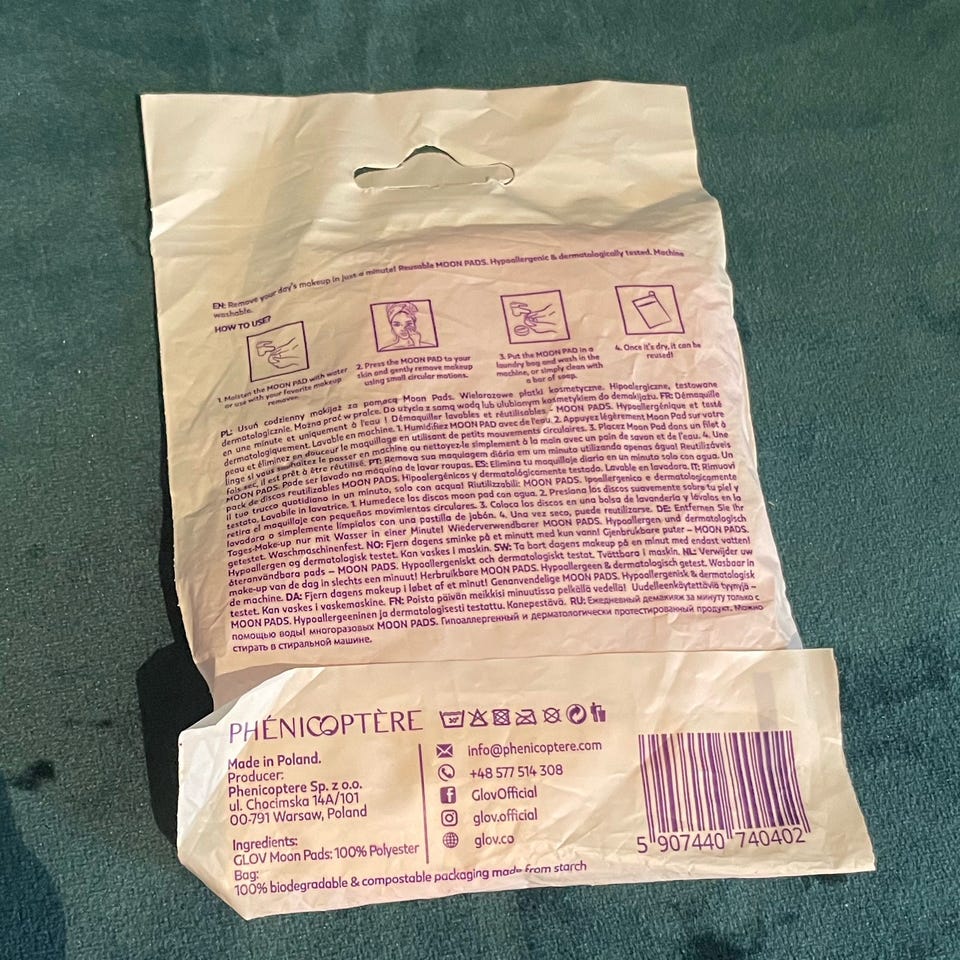 EN: Remove your day's makeup in just a minute! Reusable MOON PADS. Hypoallergenic & dermatologically tested. Machine
washable.
HOW TO USE?
1. Moisten the MOON PAD with water
or use with your favorite makeup
remover.
2. Press the MOON PAD to your
skin and gently remove makeup
using small circular motions.
3. Put the MOON PAD in a
laundry bag and wash in the
machine, or simply clean with
a bar of soap.
4. Once it's dry, it can be
reused!
PL: Usuń codzienny makijaż za pomocą Moon Pads. Wielorazowe płatki kosmetyczne. Hipoalergiczne, testowane
dermatologicznie. Można prać w pralce. Do użycia z samą wodą lub ulubionym kosmetykiem do demakijażu. FR: Démaquille
en une minute et uniquement à l'eau ! Démaquiller lavables et réutilisables – MOON PADS. Hypoallergénique et testé
dermatologiquement. Lavable en machine. 1. Humidifiez MOON PAD avec de l'eau. 2. Appuyez légèrement Moon Pad sur votre
peau et éliminez en douceur le maquillage en utilisant de petits mouvements circulaires. 3. Placez Moon Pad dans un filet à
linge si vous souhaitez le passer en machine ou nettoyez-le simplement à la main avec un pain de savon et de l'eau. 4. Une
fois sec, il est prêt à être réutilisé. PT: Remova sua maquiagem diária em um minuto utilizando apenas água! Reutilizáveis
MOON PADS. Pode ser lavado na máquina de lavar roupas. ES: Elimina tu maquillaje diario en un minuto solo con agua. Un
pack de discos reutilizables MOON PADS. Hipoalergénicos y dermatológicamente testado. Lavable en lavadora. IT: Rimuovi
il tuo trucco quotidiano in un minuto, solo con acqua! Riutilizzabili: MOON PADS. Ipoallergenico e dermatologicamente
testato. Lavabile in lavatrice. 1. Humedece los discos moon pad con agua. 2. Presiona los discos suavemente sobre tu piel y
retira el maquillaje con pequeños movimientos circulares. 3. Coloca los discos en una bolsa de lavandería y lávalos en la
lavadora o simplemente límpialos con una pastilla de jabón. 4. Una vez seco, puede reutilizarse. DE: Entfernen Sie Ihr
Tages-Make-up nur mit Wasser in einer Minute! Wiederverwendbarer MOON PADS. Hypoallergen und dermatologisch
getestet. Waschmaschinenfest. NO: Fjern dagens sminke på et minutt med kun vann! Gjenbrukbare puter – MOON PADS.
Hypoallergen og dermatologisk testet. Kan vaskes i maskin. SW: Ta bort dagens makeup på en minut med endast vatten!
återanvändbara pads – MOON PADS. Hypoallergeniskt och dermatologiskt testat. Tvättbara i maskin. NL: Verwijder uw
make-up van de dag in slechts een minuut! Herbruikbare MOON PADS. Hypoallergeen & dermatologisch getest. Wasbaar in
de machine. DA: Fjern dagens makeup i løbet af et minut! Genanvendelige MOON PADS. Hypoallergenisk & dermatologisk
testet. Kan vaskes i vaskemaskine. FN: Poista päivän meikkisi minuutissa pelkällä vedellä! Uudelleenkäytettäviä tyynyjä –
MOON PADS. Hypoallergeeninen ja dermatologisesti testattu. Konepestävä. RU: Ежедневный демакияж за минуту только с
помощью воды! многоразовых MOON PADS. Гипоаллергенный и дерматологически протестированный продукт. Можно
стирать в стиральной машине.
PHÉNICOPTÈRE
30°
Made in Poland.
Producer:
Phenicoptere Sp. z o.o.
ul. Chocimska 14A/101
00-791 Warsaw, Poland
Ingredients:
GLOV Moon Pads: 100% Polyester
Bag:
100% biodegradable & compostable packaging made from starch
info@phenicoptere.com
+48 577 514 308
GlovOfficial
glov.official
glov.co
5 907440 740402